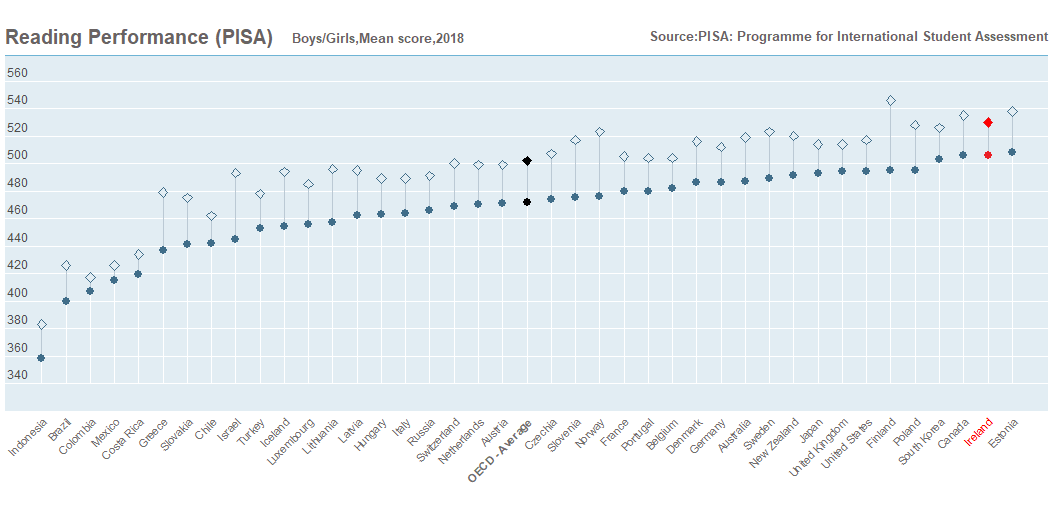 Reading Performance (PISA) Boys/Girls,Mean score,2018 Source:PISA: Programme for International Student Assessment
560
540
520
500
480
460
440
420
400
380
360
340
Indonesia
Brazil
Colombia
Mexico
Costa Rica
Greece
Slovakia
Chile
Israel
Turkey
Iceland
Luxembourg
Lithuania
Latvia
Hungary
Italy
Russia
Switzerland
Netherlands
Austria
OECD - Average
Czechia
Slovenia
Norway
France
Portugal
Belgium
Denmark
Germany
Australia
Sweden
New Zealand
Japan
United Kingdom
United States
Finland
Poland
South Korea
Canada
Ireland
Estonia